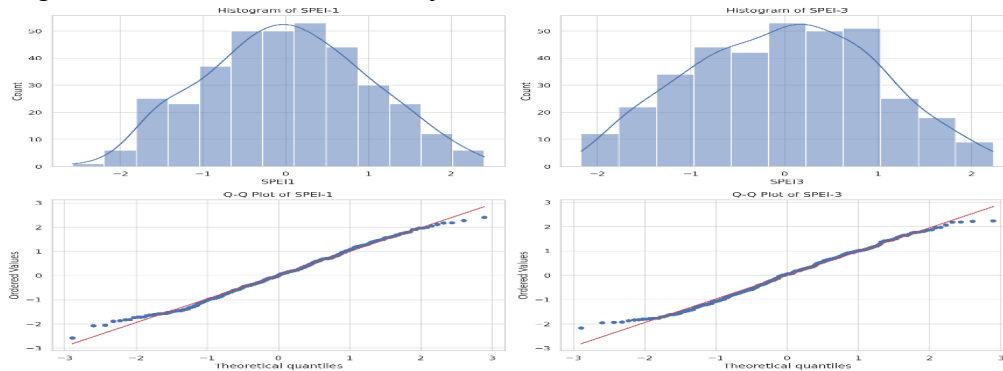 Histogram of SPEI-1
Count
50
40
30
20
10
0
-2 -1 0 1 2
SPEI1
Histogram of SPEI-3
Count
50
40
30
20
10
0
-2 -1 0 1 2
SPEI3
Q-Q Plot of SPEI-1
Ordered Values
3
2
1
0
-1
-2
-3
-3 -2 -1 0 1 2 3
Theoretical quantiles
Q-Q Plot of SPEI-3
Ordered Values
3
2
1
0
-1
-2
-3
-3 -2 -1 0 1 2 3
Theoretical quantiles